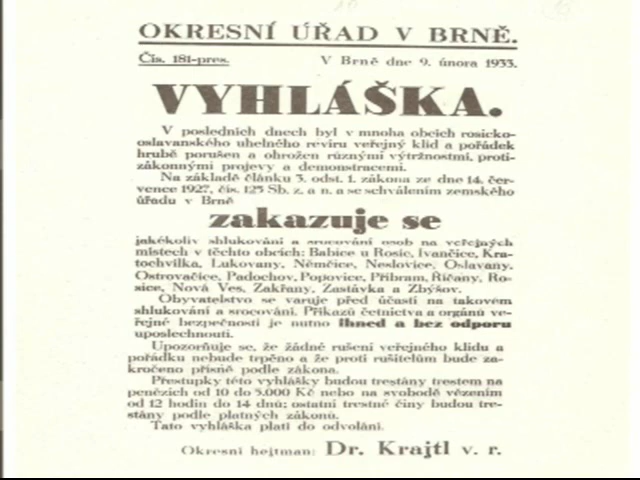 OKRESNÍ ÚŘAD V BRNĚ.
Čís. 181-pres. V Brně dne 9. února 1933.
VYHLÁŠKA.
V posledních dnech byl v mnoha obcích rosicko-
oslavanského uhelného revíru veřejný klid a pořádek
hrubě porušen a ohrožen různými výtržnostmi, proti-
zákonnými projevy a demonstracemi.
Na základě článku 3. odst. 1. zákona ze dne 14. čer-
vence 1927, čís. 125 Sb. z. a n. a se schválením zemského
úřadu v Brně
zakazuje se
jakékoliv shlukování a srocování osob na veřejných
místech v těchto obcích: Babice u Rosic, Ivančice, Kra-
tochvilka, Lukovany, Němčice, Neslovice, Oslavany,
Ostrovačice, Padochov, Popovice, Příbram, Říčany, Ro-
sice, Nová Ves, Zakřany, Zastávka a Zbýšov.
Obyvatelstvo se varuje před účastí na takovém
shlukování a srocování. Příkazů četnictva a orgánů ve-
řejné bezpečnosti je nutno ihned a bez odporu
uposlechnouti.
Upozorňuje se, že žádné rušení veřejného klidu a
pořádku nebude trpěno a že proti rušitelům bude za-
kročeno přísně podle zákona.
Přestupky této vyhlášky budou trestány trestem na
penězích od 10 do 5.000 Kč nebo na svobodě vězením
od 12 hodin do 14 dnů; ostatní trestné činy budou tre-
stány podle platných zákonů.
Tato vyhláška platí do odvolání.
Okresní hejtman: Dr. Krajtl v. r.